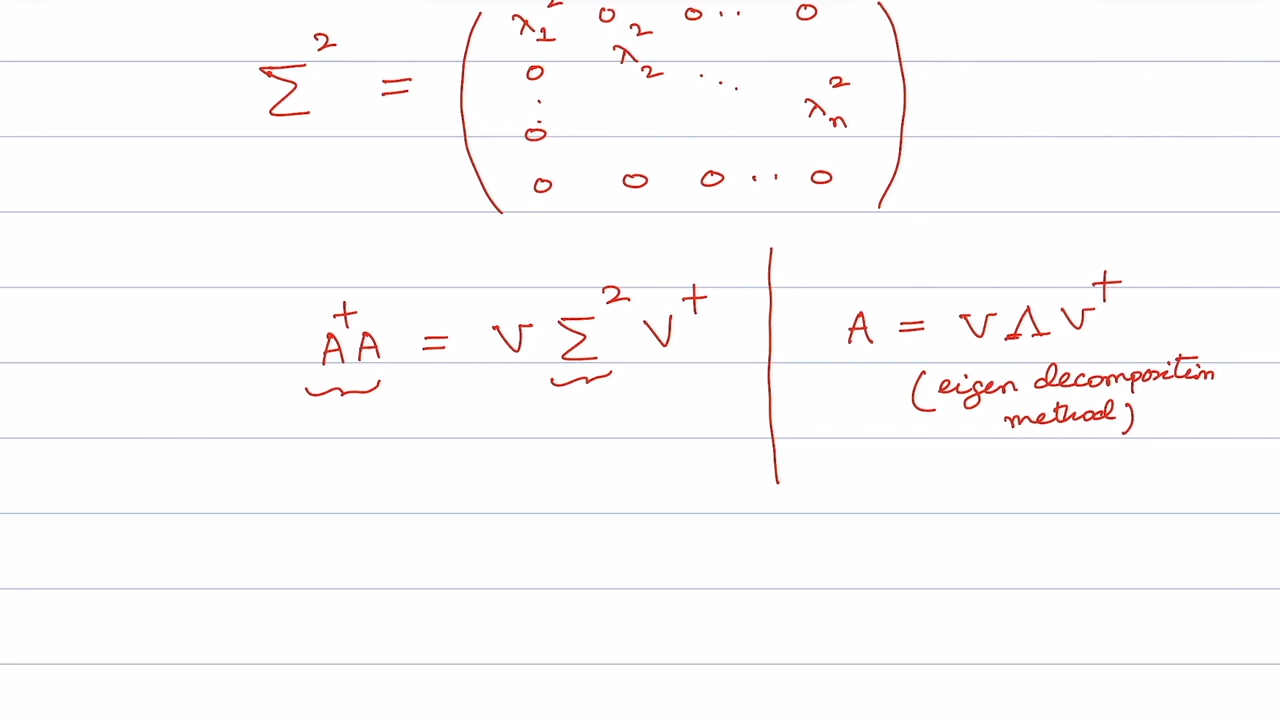 Σ² = ( λ₁² 0 0 .. 0
0 λ₂² ... λₙ²
.
0
0 0 0 ... 0 )
A†A = V Σ² V† | A = V Λ V†
(eigen decomposition
method)